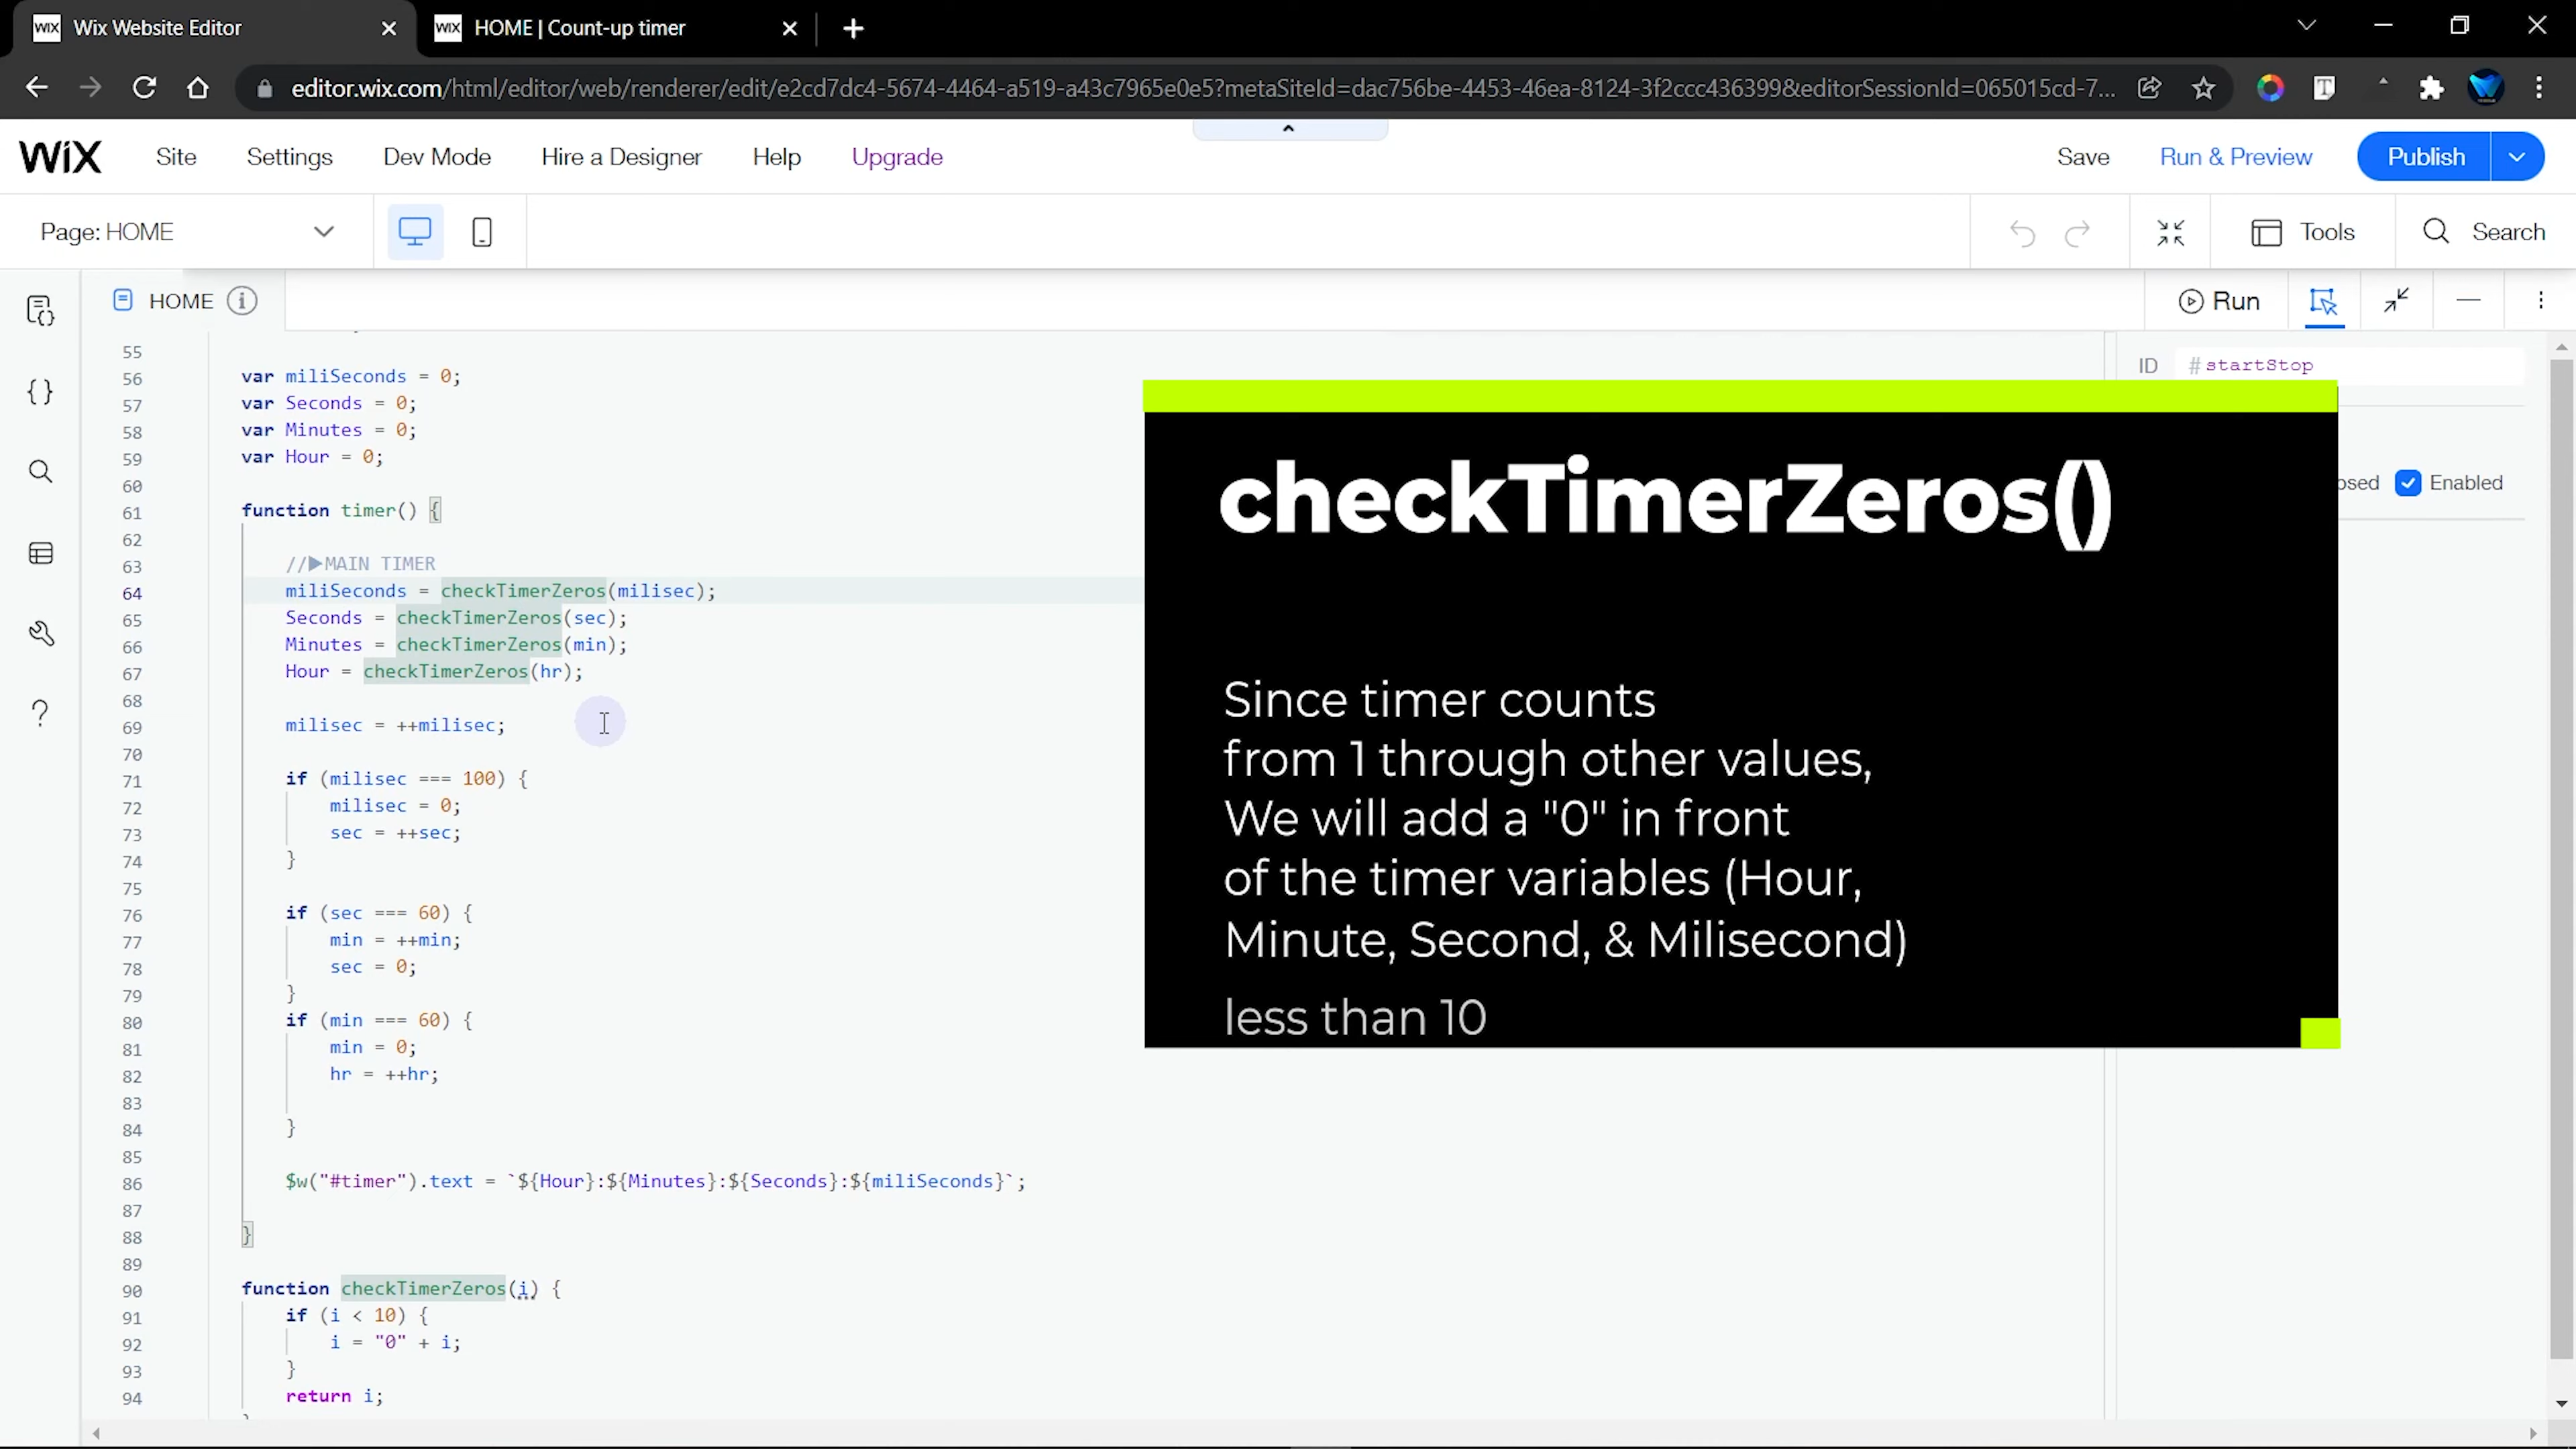 WiX Wix Website Editor
WiX HOME | Count-up timer
editor.wix.com/html/editor/web/renderer/edit/e2cd7dc4-5674-4464-a519-a43c7965e0e5?metaSiteId=dac756be-4453-46ea-8124-3f2ccc436399&editorSessionId=065015cd-7...
WiX Site Settings Dev Mode Hire a Designer Help Upgrade Save Run & Preview Publish
Page: HOME Tools Search
HOME Run
ID #startStop
Enabled
55
56 var miliSeconds = 0;
57 var Seconds = 0;
58 var Minutes = 0;
59 var Hour = 0;
60
61 function timer() {
62
63 //▶MAIN TIMER
64 miliSeconds = checkTimerZeros(milisec);
65 Seconds = checkTimerZeros(sec);
66 Minutes = checkTimerZeros(min);
67 Hour = checkTimerZeros(hr);
68
69 milisec = ++milisec;
70
71 if (milisec === 100) {
72 milisec = 0;
73 sec = ++sec;
74 }
75
76 if (sec === 60) {
77 min = ++min;
78 sec = 0;
79 }
80 if (min === 60) {
81 min = 0;
82 hr = ++hr;
83
84 }
85
86 $w("#timer").text = `${Hour}:${Minutes}:${Seconds}:${miliSeconds}`;
87
88 }
89
90 function checkTimerZeros(i) {
91 if (i < 10) {
92 i = "0" + i;
93 }
94 return i;
checkTimerZeros()
Since timer counts
from 1 through other values,
We will add a "0" in front
of the timer variables (Hour,
Minute, Second, & Milisecond)
less than 10